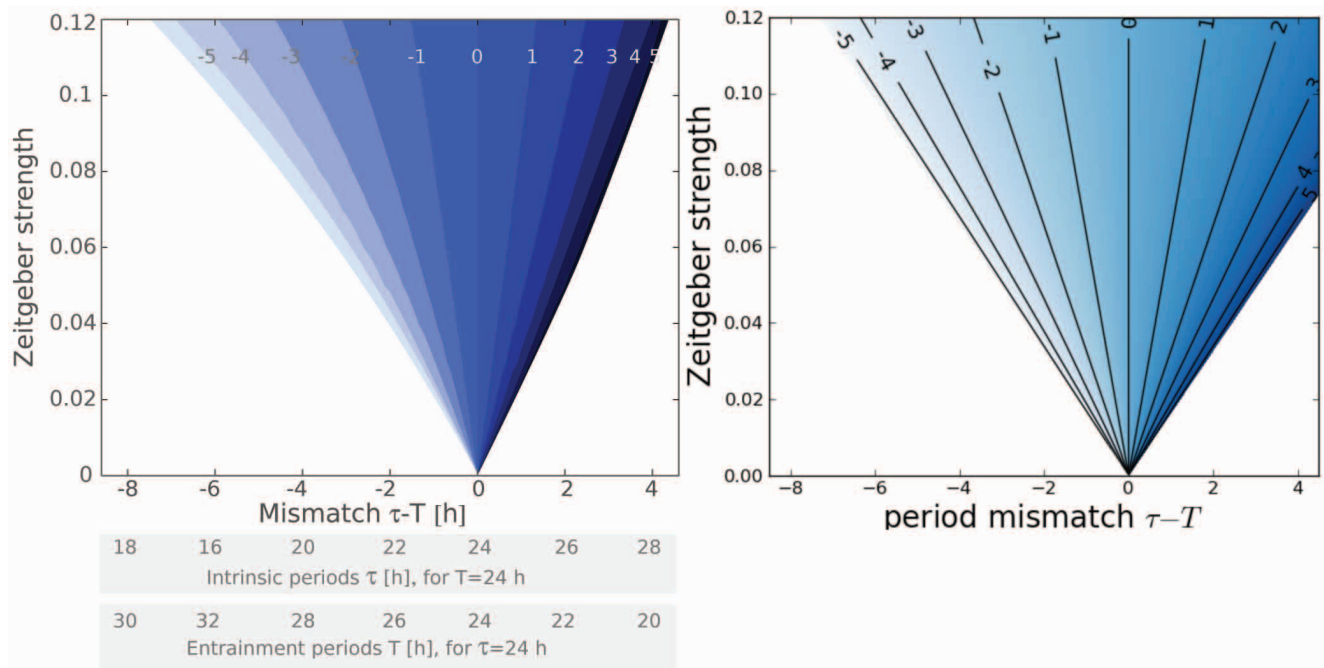 0.12
0.1
0.08
0.06
0.04
0.02
0
Zeitgeber strength
-5 -4 -3 -2 -1 0 1 2 3 4 5
-8 -6 -4 -2 0 2 4
Mismatch τ-T [h]
18 16 20 22 24 26 28
Intrinsic periods τ [h], for T=24 h
30 32 28 26 24 22 20
Entrainment periods T [h], for τ=24 h
0.12
0.10
0.08
0.06
0.04
0.02
0.00
Zeitgeber strength
-5 -4 -3 -2 -1 0 1 2 3 4 5
−8 −6 −4 −2 0 2 4
period mismatch τ−T